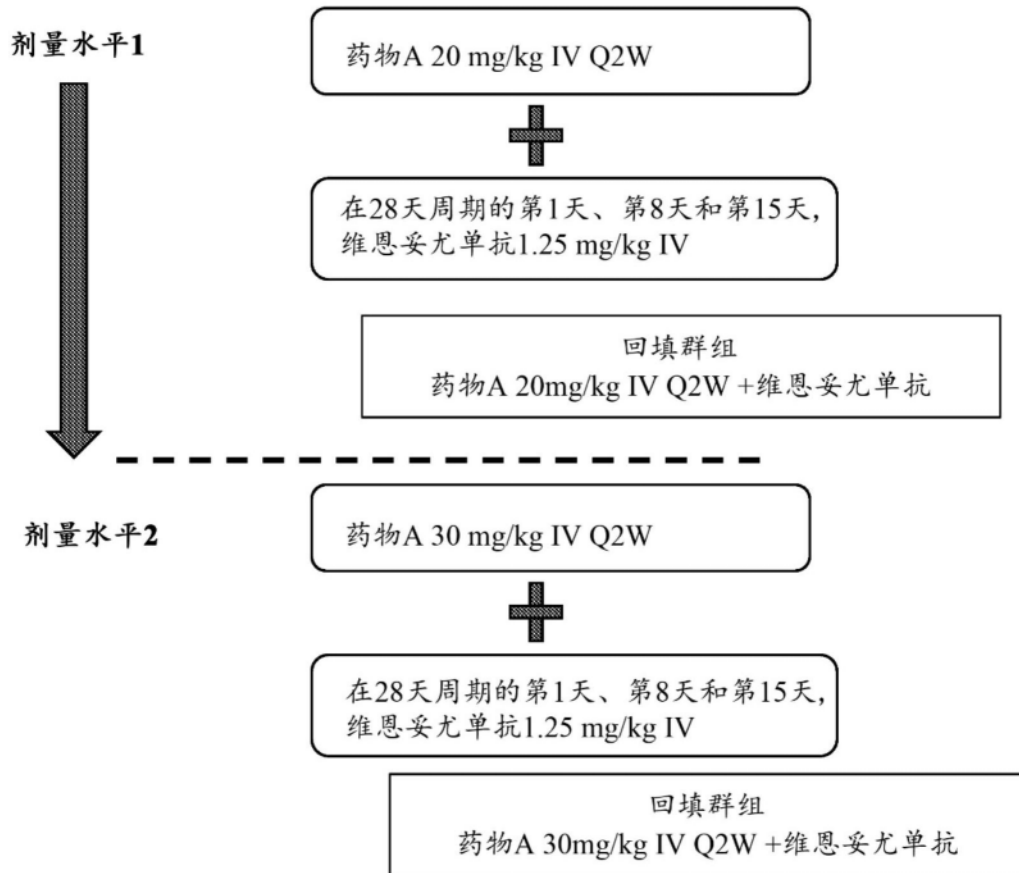 剂量水平1
药物A 20 mg/kg IV Q2W
在28天周期的第1天、第8天和第15天,
维恩妥尤单抗1.25 mg/kg IV
回填群组
药物A 20mg/kg IV Q2W +维恩妥尤单抗
剂量水平2
药物A 30 mg/kg IV Q2W
在28天周期的第1天、第8天和第15天,
维恩妥尤单抗1.25 mg/kg IV
回填群组
药物A 30mg/kg IV Q2W +维恩妥尤单抗